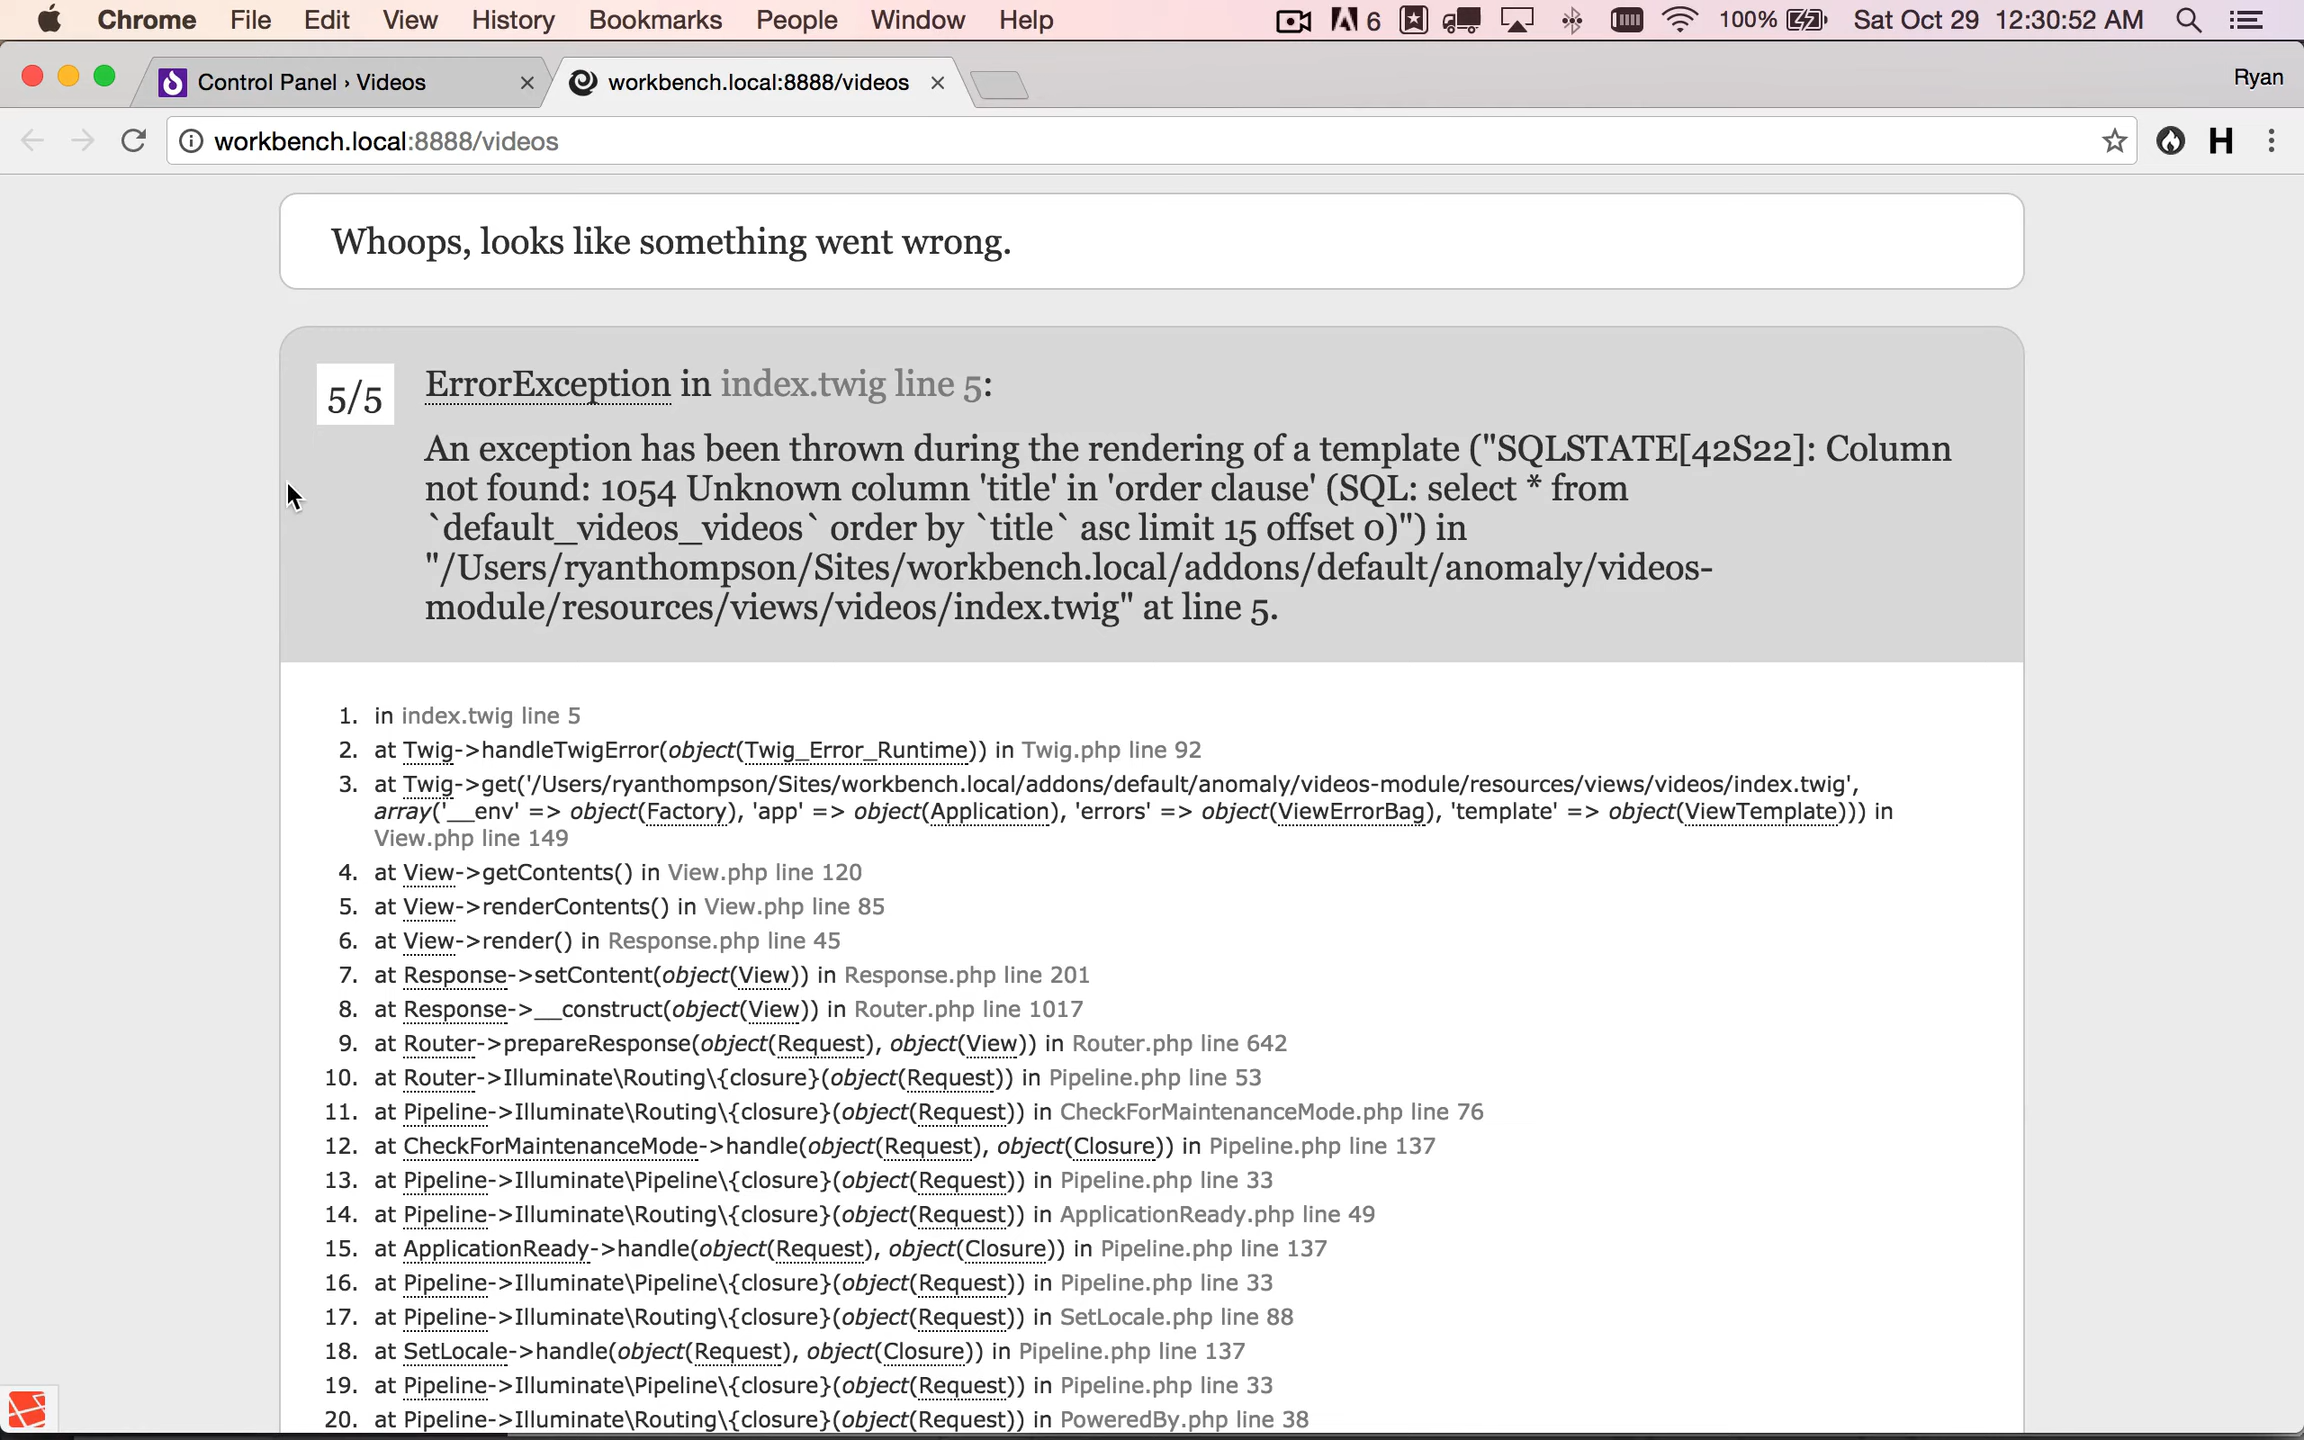 Chrome File Edit View History Bookmarks People Window Help 6 100% Sat Oct 29 12:30:52 AM
Control Panel › Videos workbench.local:8888/videos Ryan
workbench.local:8888/videos H
Whoops, looks like something went wrong.
5/5 ErrorException in index.twig line 5:
An exception has been thrown during the rendering of a template ("SQLSTATE[42S22]: Column
not found: 1054 Unknown column 'title' in 'order clause' (SQL: select * from
`default_videos_videos` order by `title` asc limit 15 offset 0)") in
"/Users/ryanthompson/Sites/workbench.local/addons/default/anomaly/videos-
module/resources/views/videos/index.twig" at line 5.
1. in index.twig line 5
2. at Twig->handleTwigError(object(Twig_Error_Runtime)) in Twig.php line 92
3. at Twig->get('/Users/ryanthompson/Sites/workbench.local/addons/default/anomaly/videos-module/resources/views/videos/index.twig',
array('__env' => object(Factory), 'app' => object(Application), 'errors' => object(ViewErrorBag), 'template' => object(ViewTemplate))) in
View.php line 149
4. at View->getContents() in View.php line 120
5. at View->renderContents() in View.php line 85
6. at View->render() in Response.php line 45
7. at Response->setContent(object(View)) in Response.php line 201
8. at Response->__construct(object(View)) in Router.php line 1017
9. at Router->prepareResponse(object(Request), object(View)) in Router.php line 642
10. at Router->Illuminate\Routing\{closure}(object(Request)) in Pipeline.php line 53
11. at Pipeline->Illuminate\Routing\{closure}(object(Request)) in CheckForMaintenanceMode.php line 76
12. at CheckForMaintenanceMode->handle(object(Request), object(Closure)) in Pipeline.php line 137
13. at Pipeline->Illuminate\Pipeline\{closure}(object(Request)) in Pipeline.php line 33
14. at Pipeline->Illuminate\Routing\{closure}(object(Request)) in ApplicationReady.php line 49
15. at ApplicationReady->handle(object(Request), object(Closure)) in Pipeline.php line 137
16. at Pipeline->Illuminate\Pipeline\{closure}(object(Request)) in Pipeline.php line 33
17. at Pipeline->Illuminate\Routing\{closure}(object(Request)) in SetLocale.php line 88
18. at SetLocale->handle(object(Request), object(Closure)) in Pipeline.php line 137
19. at Pipeline->Illuminate\Pipeline\{closure}(object(Request)) in Pipeline.php line 33
20. at Pipeline->Illuminate\Routing\{closure}(object(Request)) in PoweredBy.php line 38